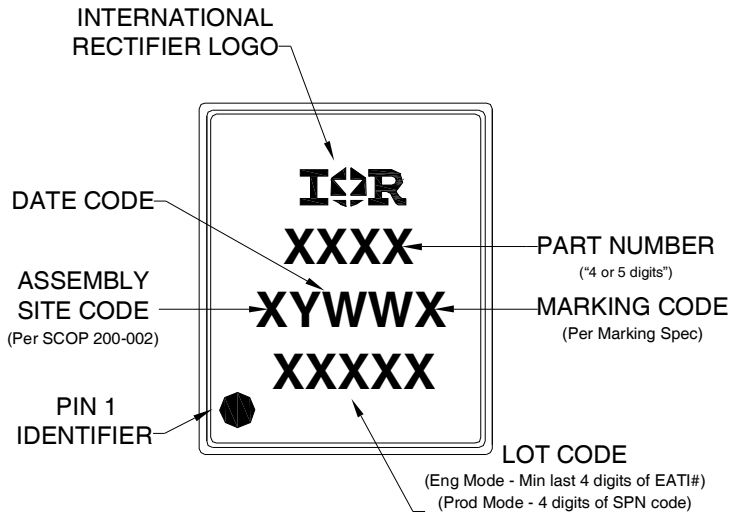 INTERNATIONAL
RECTIFIER LOGO
IOR
DATE CODE
XXXX
PART NUMBER
(“4 or 5 digits”)
ASSEMBLY
SITE CODE
(Per SCOP 200-002)
XYWWX
MARKING CODE
(Per Marking Spec)
XXXXX
PIN 1
IDENTIFIER
LOT CODE
(Eng Mode - Min last 4 digits of EATI#)
(Prod Mode - 4 digits of SPN code)